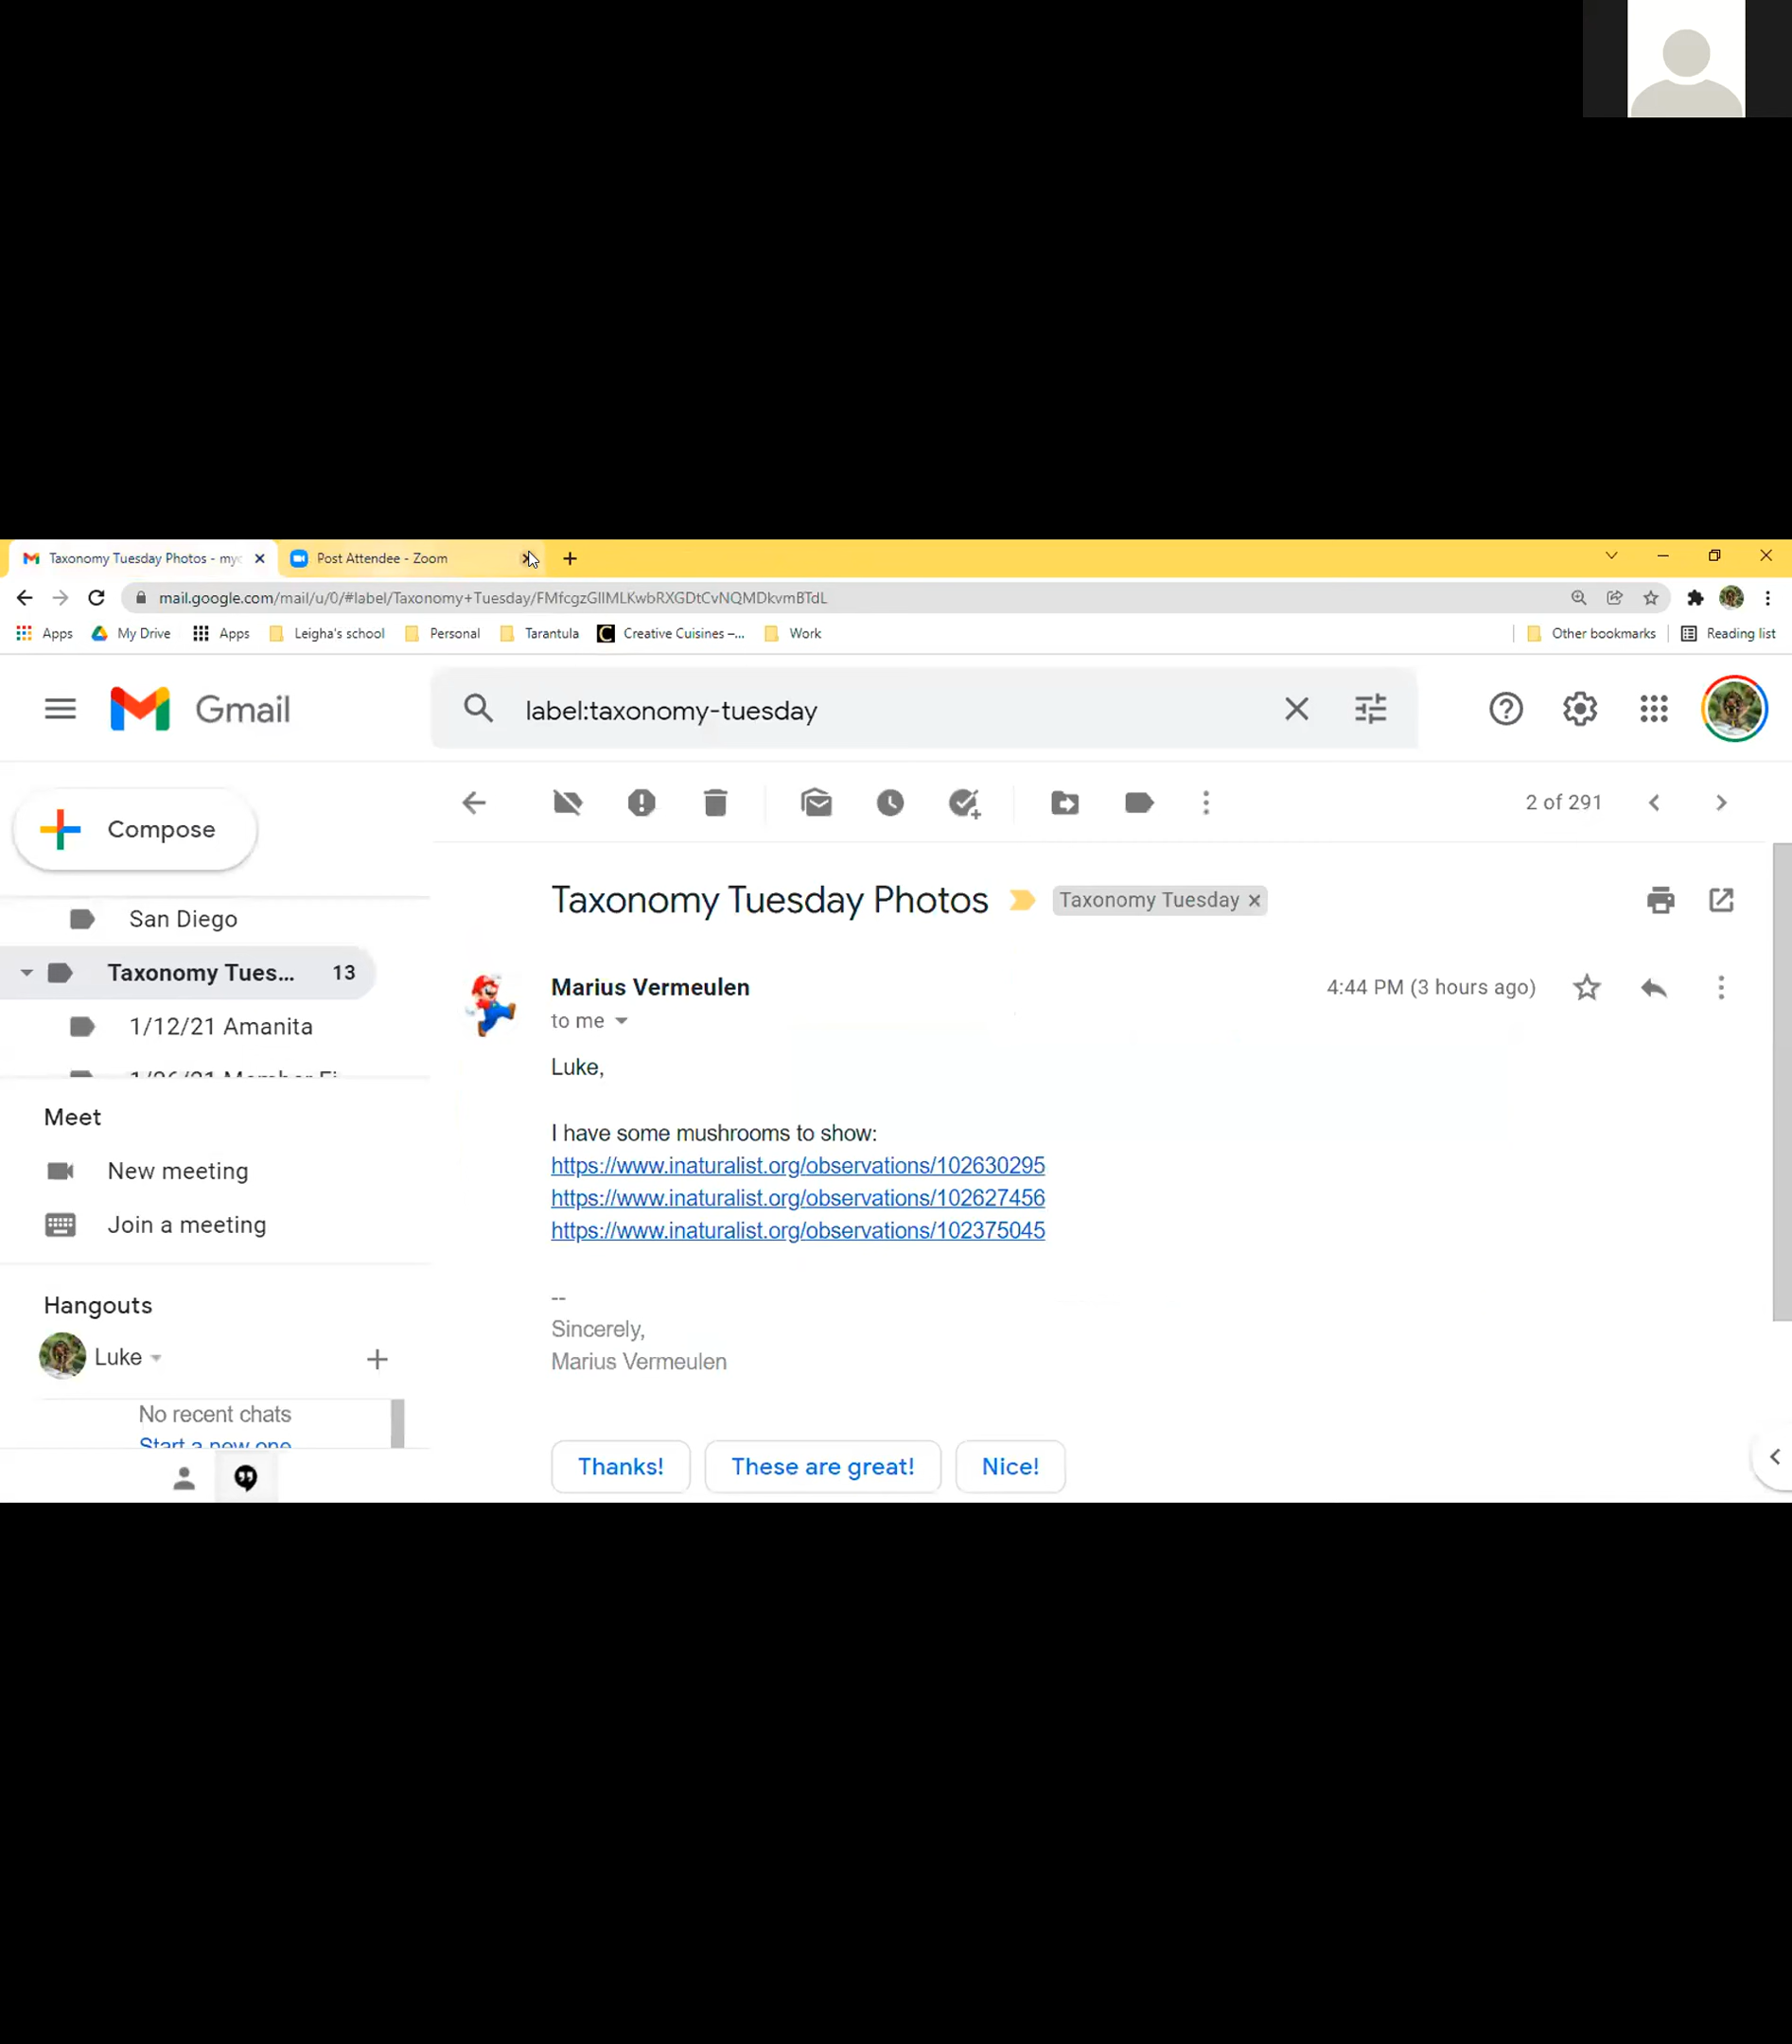 Taxonomy Tuesday Photos - myc
Post Attendee - Zoom
mail.google.com/mail/u/0/#label/Taxonomy+Tuesday/FMfcgzGllMLKwbRXGDtCvNQMDkvmBTdL
Apps My Drive Apps Leigha's school Personal Tarantula Creative Cuisines –... Work Other bookmarks Reading list
Gmail
label:taxonomy-tuesday
Compose
2 of 291
San Diego
Taxonomy Tues... 13
1/12/21 Amanita
Meet
New meeting
Join a meeting
Hangouts
Luke
No recent chats
Start a new one
Taxonomy Tuesday Photos Taxonomy Tuesday
Marius Vermeulen 4:44 PM (3 hours ago)
to me
Luke,
I have some mushrooms to show:
https://www.inaturalist.org/observations/102630295
https://www.inaturalist.org/observations/102627456
https://www.inaturalist.org/observations/102375045
--
Sincerely,
Marius Vermeulen
Thanks! These are great! Nice!